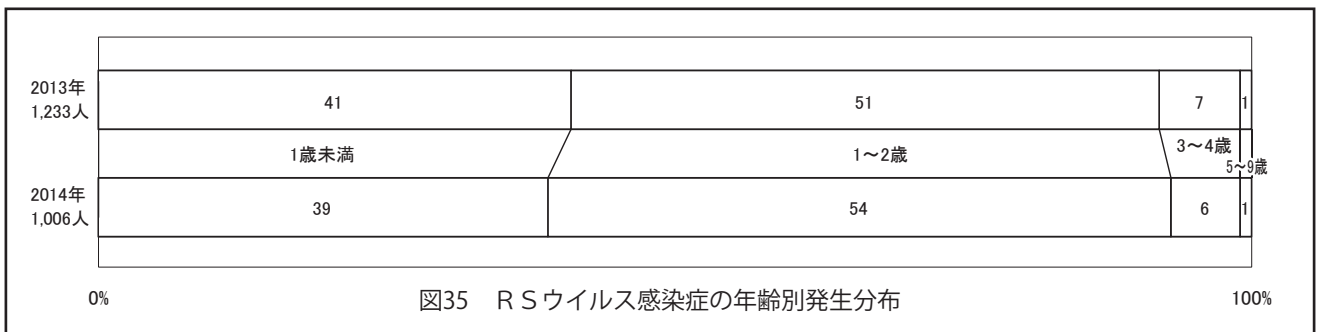 2013年
1,233人
41 51 7 1
1歳未満 1～2歳 3～4歳 5～9歳
2014年
1,006人
39 54 6 1
0% 図35 ＲＳウイルス感染症の年齢別発生分布 100%